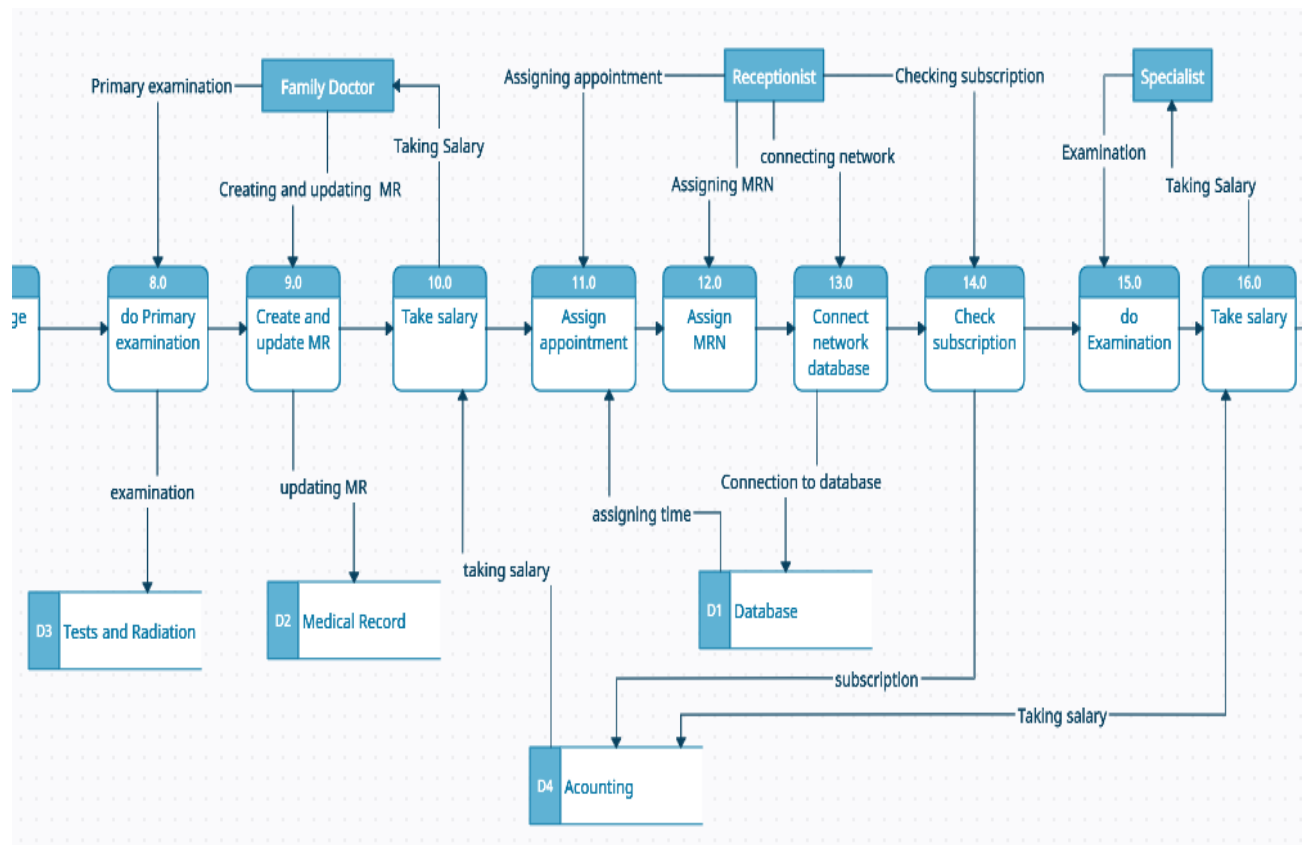 Family Doctor
Receptionist
Specialist
Primary examination
Assigning appointment
Checking subscription
Taking Salary
Examination
connecting network
Creating and updating MR
Assigning MRN
Taking Salary
8.0
9.0
10.0
11.0
12.0
13.0
14.0
15.0
16.0
ge
do Primary
examination
Create and
update MR
Take salary
Assign
appointment
Assign
MRN
Connect
network
database
Check
subscription
do
Examination
Take salary
examination
updating MR
Connection to database
assigning time
taking salary
D3
Tests and Radiation
D2
Medical Record
D1
Database
subscription
Taking salary
D4
Acounting